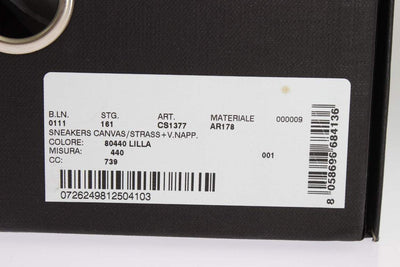 B.LN. STG. ART. MATERIALE 000009
0111 161 CS1377 AR178
SNEAKERS CANVAS/STRASS+V.NAPP.
COLORE: 80440 LILLA
MISURA: 440 001
CC: 739
0726249812504103
8 058696 684136